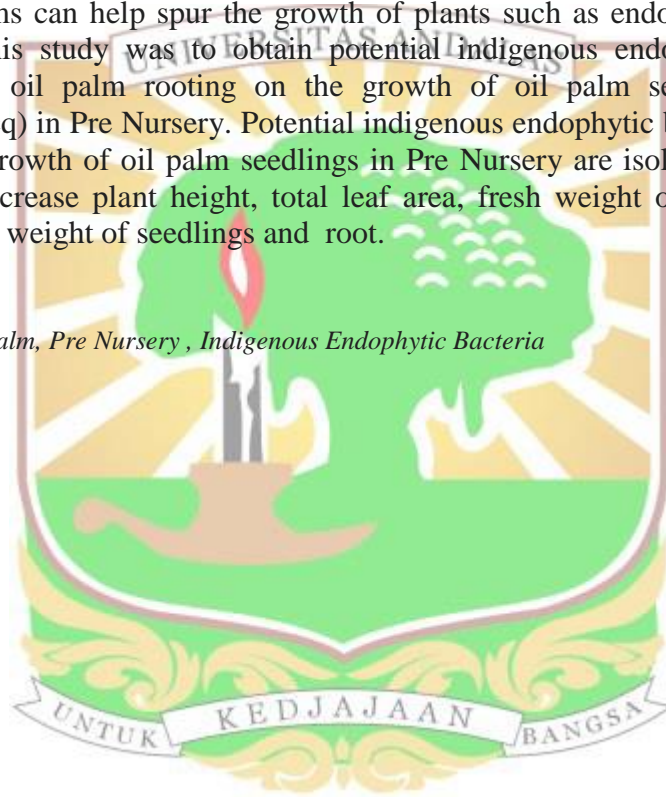 ns can help spur the growth of plants such as endo
is study was to obtain potential indigenous endo
oil palm rooting on the growth of oil palm se
q) in Pre Nursery. Potential indigenous endophytic b
rowth of oil palm seedlings in Pre Nursery are isol
crease plant height, total leaf area, fresh weight o
weight of seedlings and root.
alm, Pre Nursery , Indigenous Endophytic Bacteria
UNIVERSITAS ANDALAS
UNTUK KEDJAJAAN BANGSA